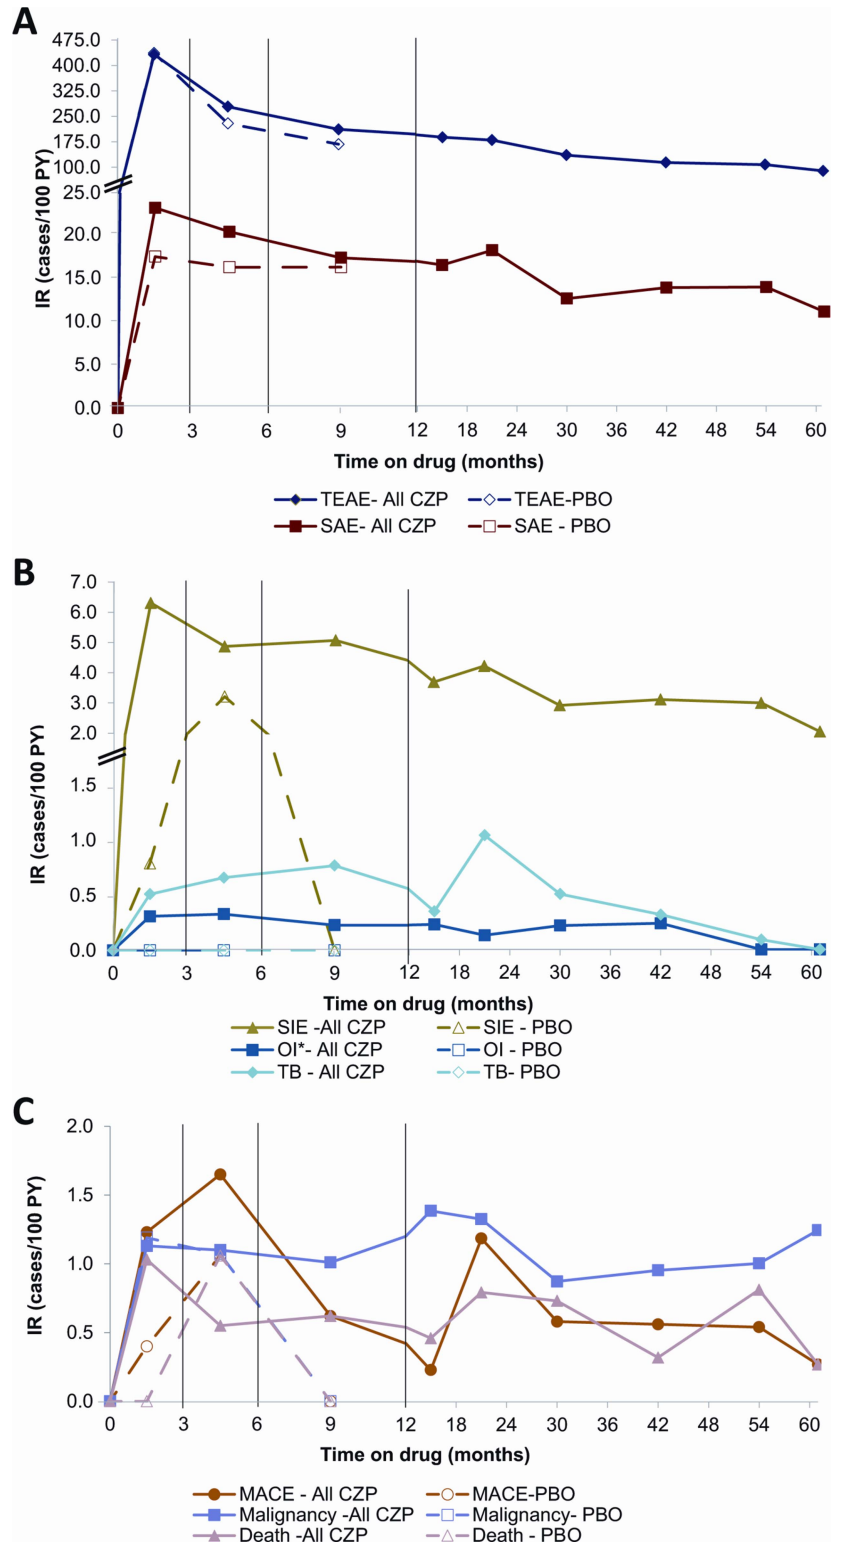 A
475.0
400.0
325.0
250.0
175.0
100.0
25.0
20.0
15.0
10.0
5.0
0.0
IR (cases/100 PY)
0 3 6 9 12 18 24 30 36 42 48 54 60
Time on drug (months)
TEAE- All CZP TEAE-PBO
SAE- All CZP SAE - PBO
B
7.0
6.0
5.0
4.0
3.0
2.0
1.5
1.0
0.5
0.0
IR (cases/100 PY)
0 3 6 9 12 18 24 30 36 42 48 54 60
Time on drug (months)
SIE -All CZP SIE - PBO
OI*- All CZP OI - PBO
TB - All CZP TB- PBO
C
2.0
1.5
1.0
0.5
0.0
IR (cases/100 PY)
0 3 6 9 12 18 24 30 36 42 48 54 60
Time on drug (months)
MACE - All CZP MACE-PBO
Malignancy -All CZP Malignancy- PBO
Death -All CZP Death - PBO